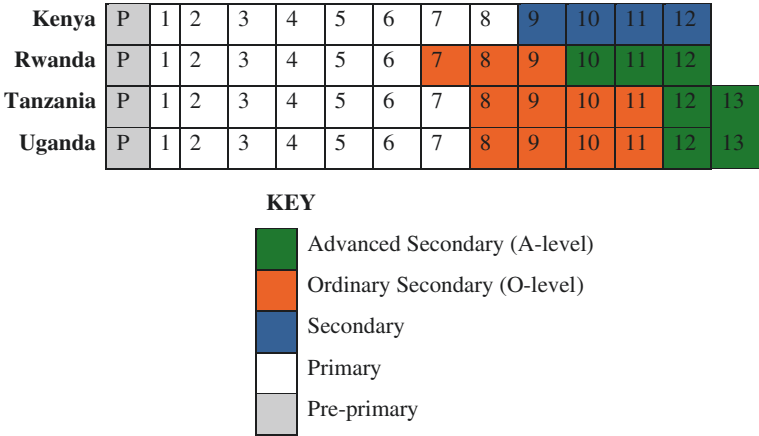 Kenya P 1 2 3 4 5 6 7 8 9 10 11 12
Rwanda P 1 2 3 4 5 6 7 8 9 10 11 12
Tanzania P 1 2 3 4 5 6 7 8 9 10 11 12 13
Uganda P 1 2 3 4 5 6 7 8 9 10 11 12 13
KEY
Advanced Secondary (A-level)
Ordinary Secondary (O-level)
Secondary
Primary
Pre-primary